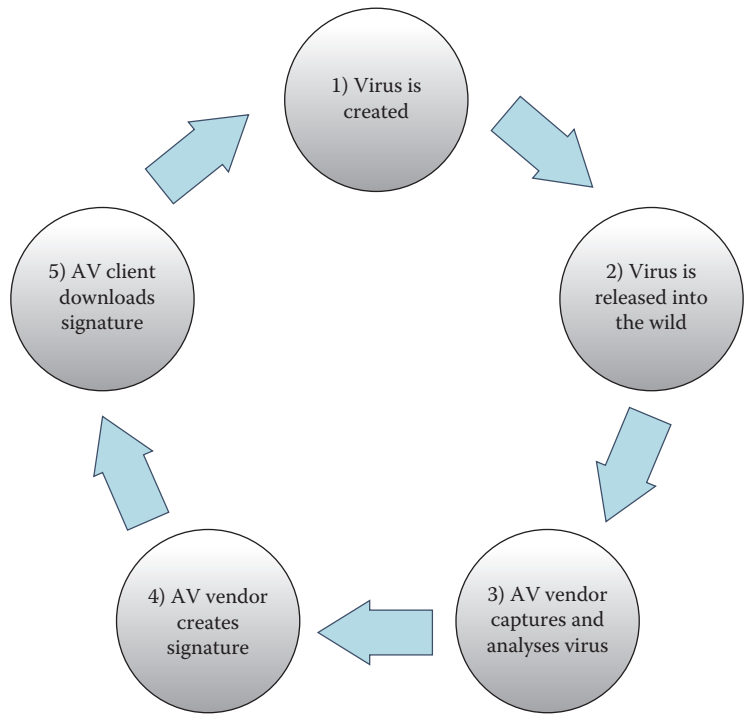 1) Virus is
created
2) Virus is
released into
the wild
3) AV vendor
captures and
analyses virus
4) AV vendor
creates
signature
5) AV client
downloads
signature